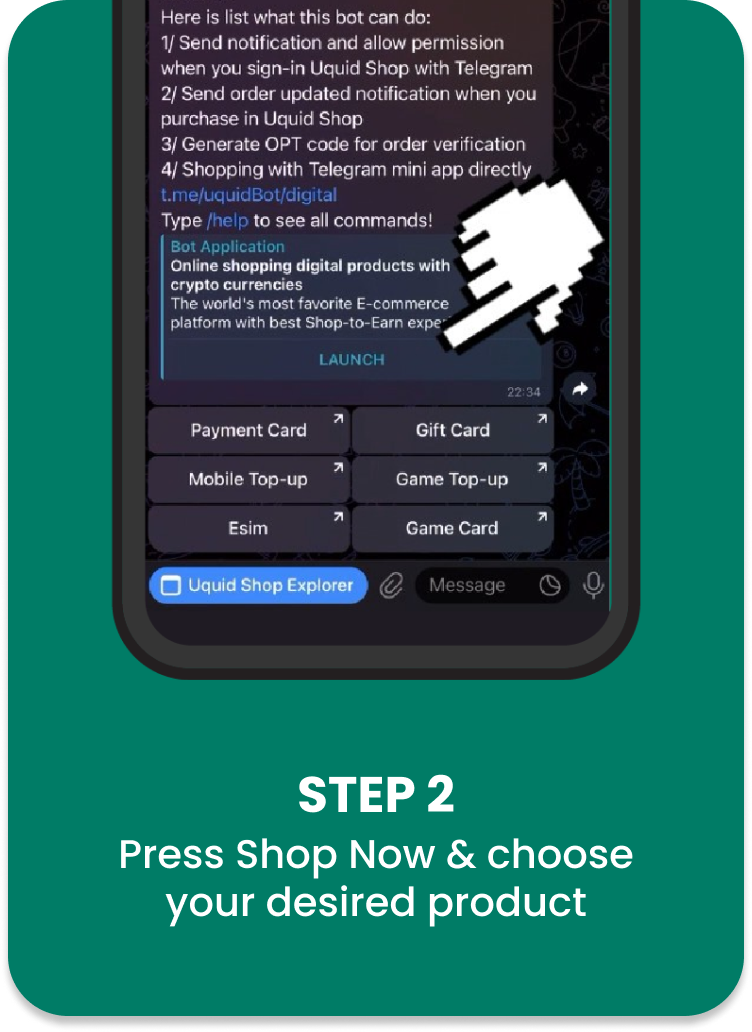 Here is list what this bot can do:
1/ Send notification and allow permission
when you sign-in Uquid Shop with Telegram
2/ Send order updated notification when you
purchase in Uquid Shop
3/ Generate OPT code for order verification
4/ Shopping with Telegram mini app directly
t.me/uquidBot/digital
Type /help to see all commands!
Bot Application
Online shopping digital products with
crypto currencies
The world's most favorite E-commerce
platform with best Shop-to-Earn
LAUNCH
22:34
Payment Card
Gift Card
Mobile Top-up
Game Top-up
Esim
Game Card
Uquid Shop Explorer
Message
STEP 2
Press Shop Now & choose
your desired product